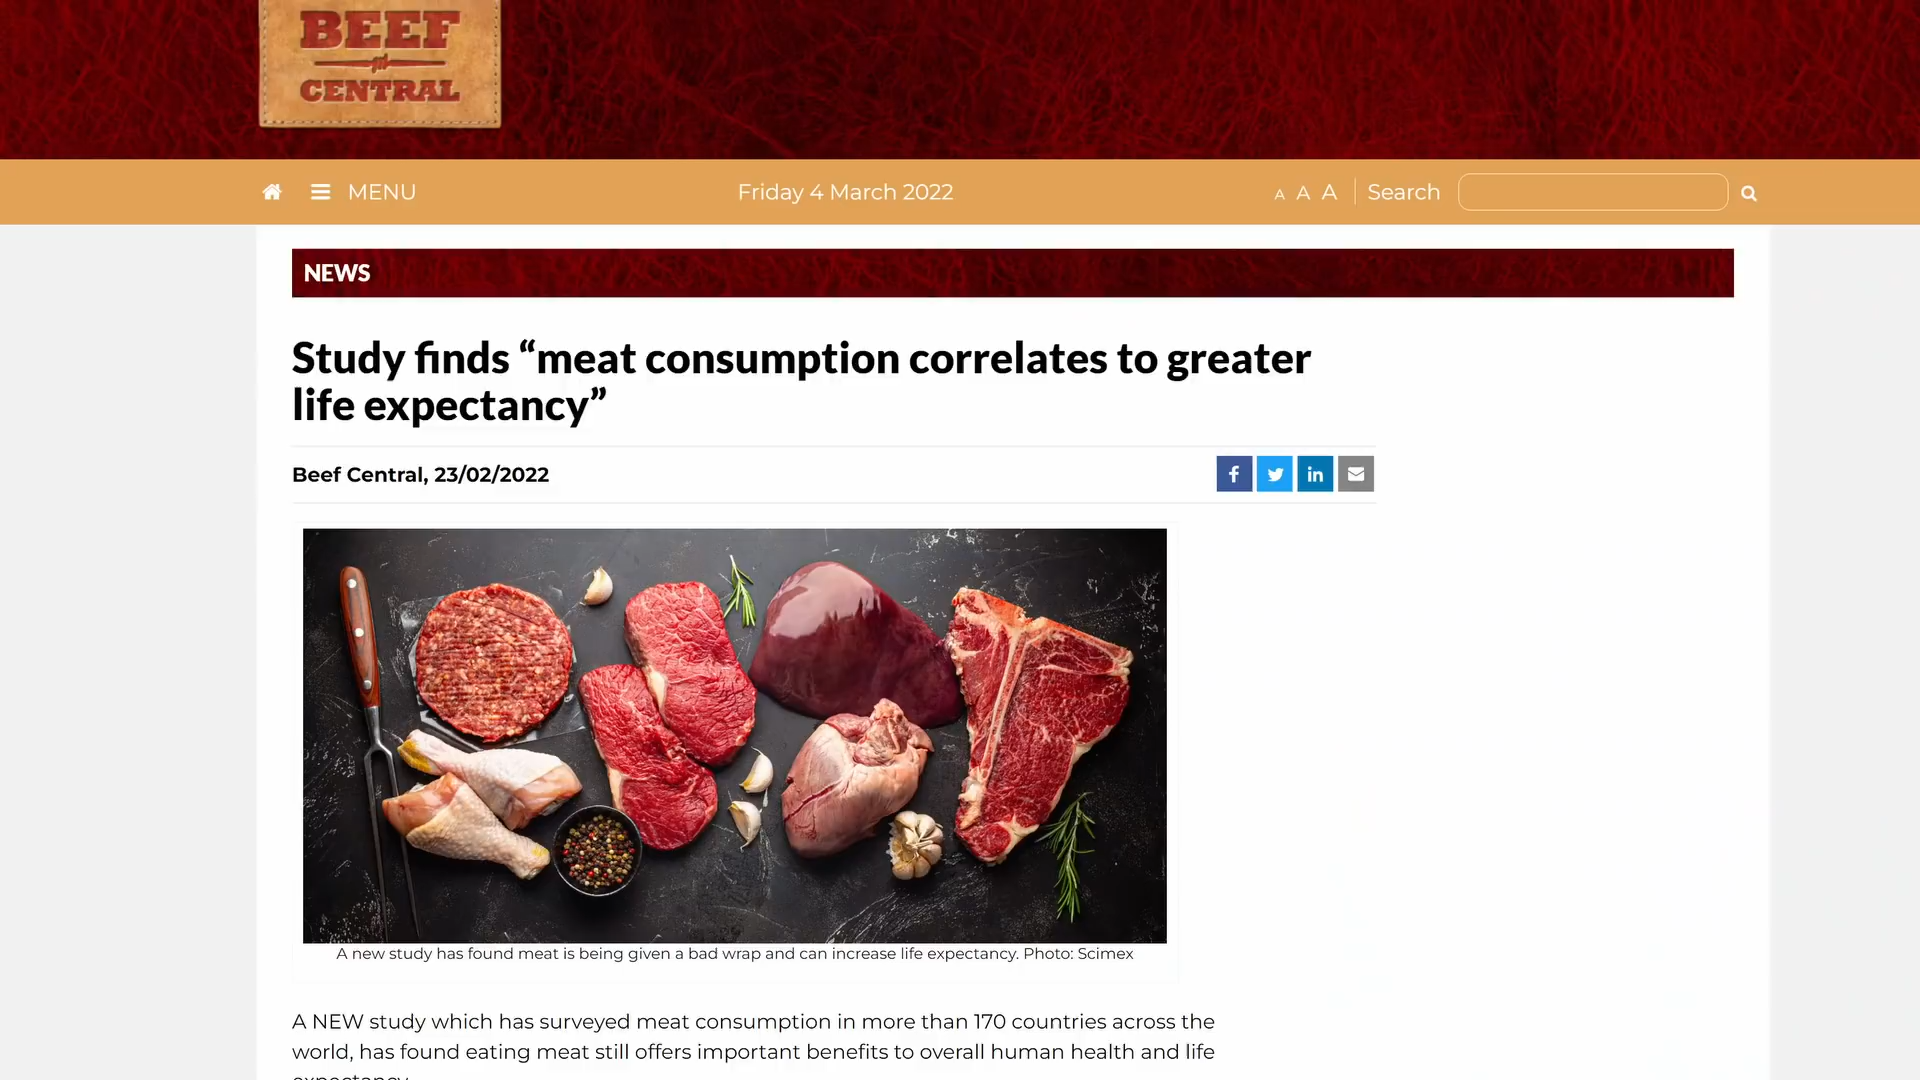 BEEF
CENTRAL
MENU
Friday 4 March 2022
A A A
Search
NEWS
Study finds “meat consumption correlates to greater
life expectancy”
Beef Central, 23/02/2022
A new study has found meat is being given a bad wrap and can increase life expectancy. Photo: Scimex
A NEW study which has surveyed meat consumption in more than 170 countries across the
world, has found eating meat still offers important benefits to overall human health and life
expectancy